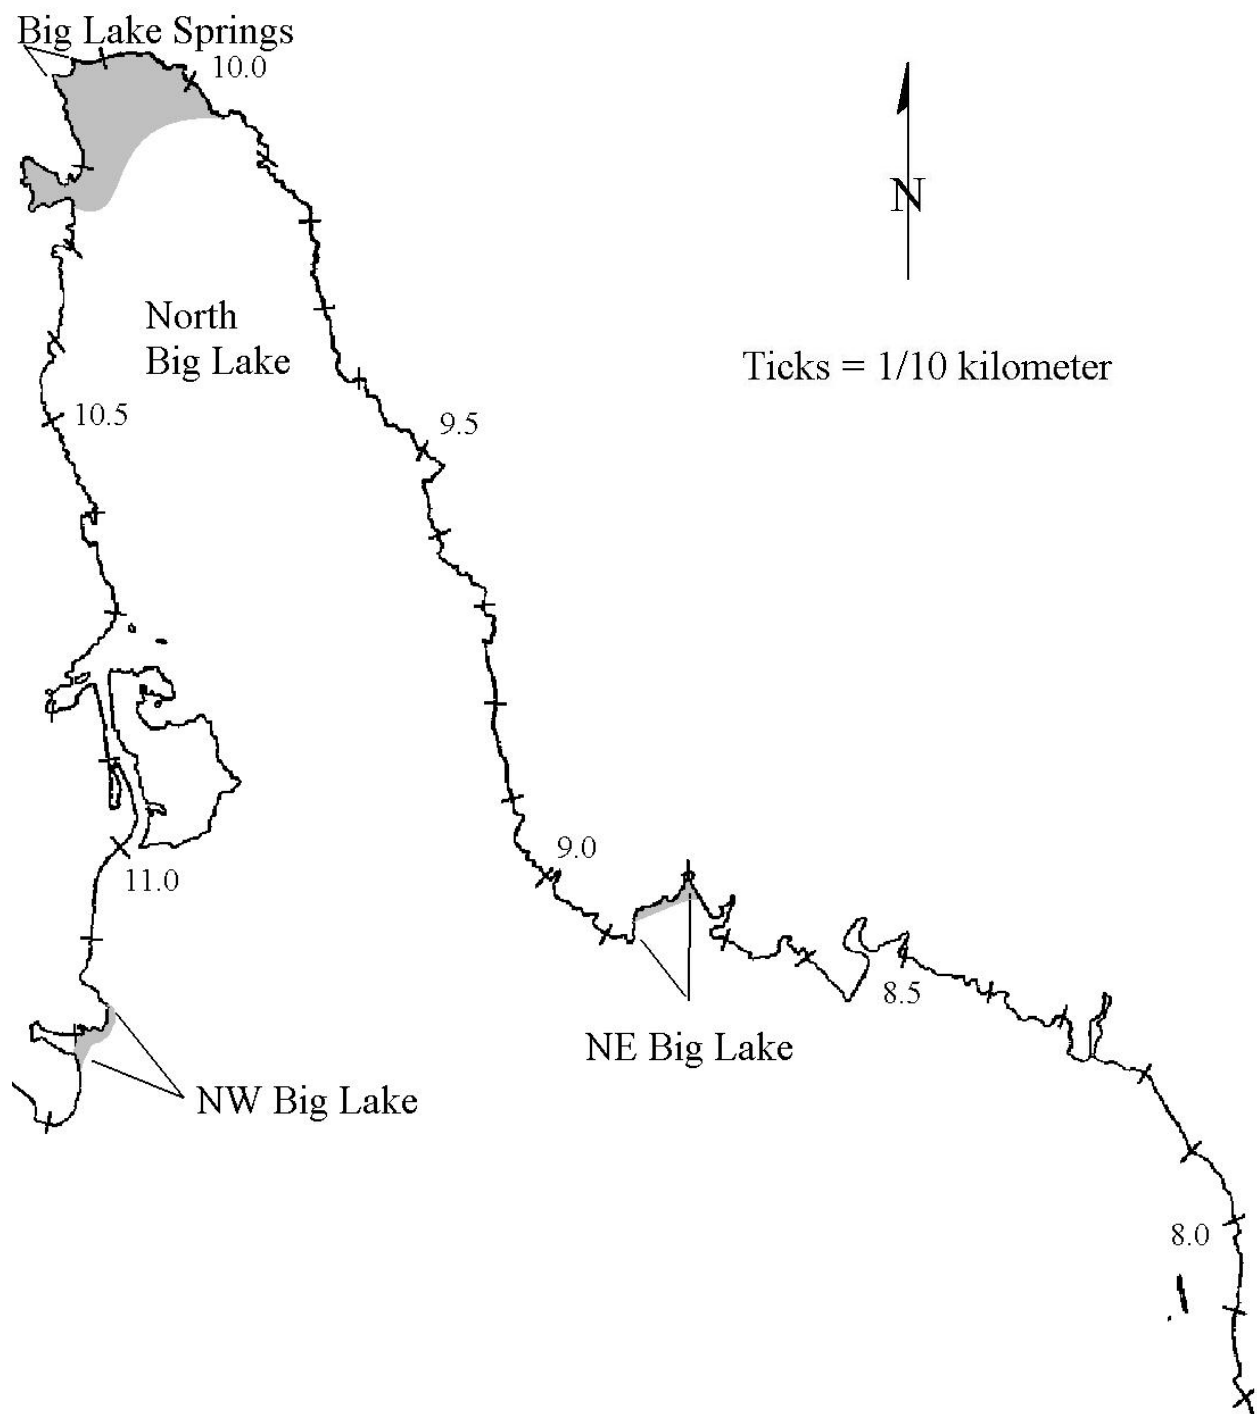 Big Lake Springs
10.0
N
North
Big Lake
Ticks = 1/10 kilometer
10.5
9.5
9.0
11.0
8.5
NE Big Lake
NW Big Lake
8.0